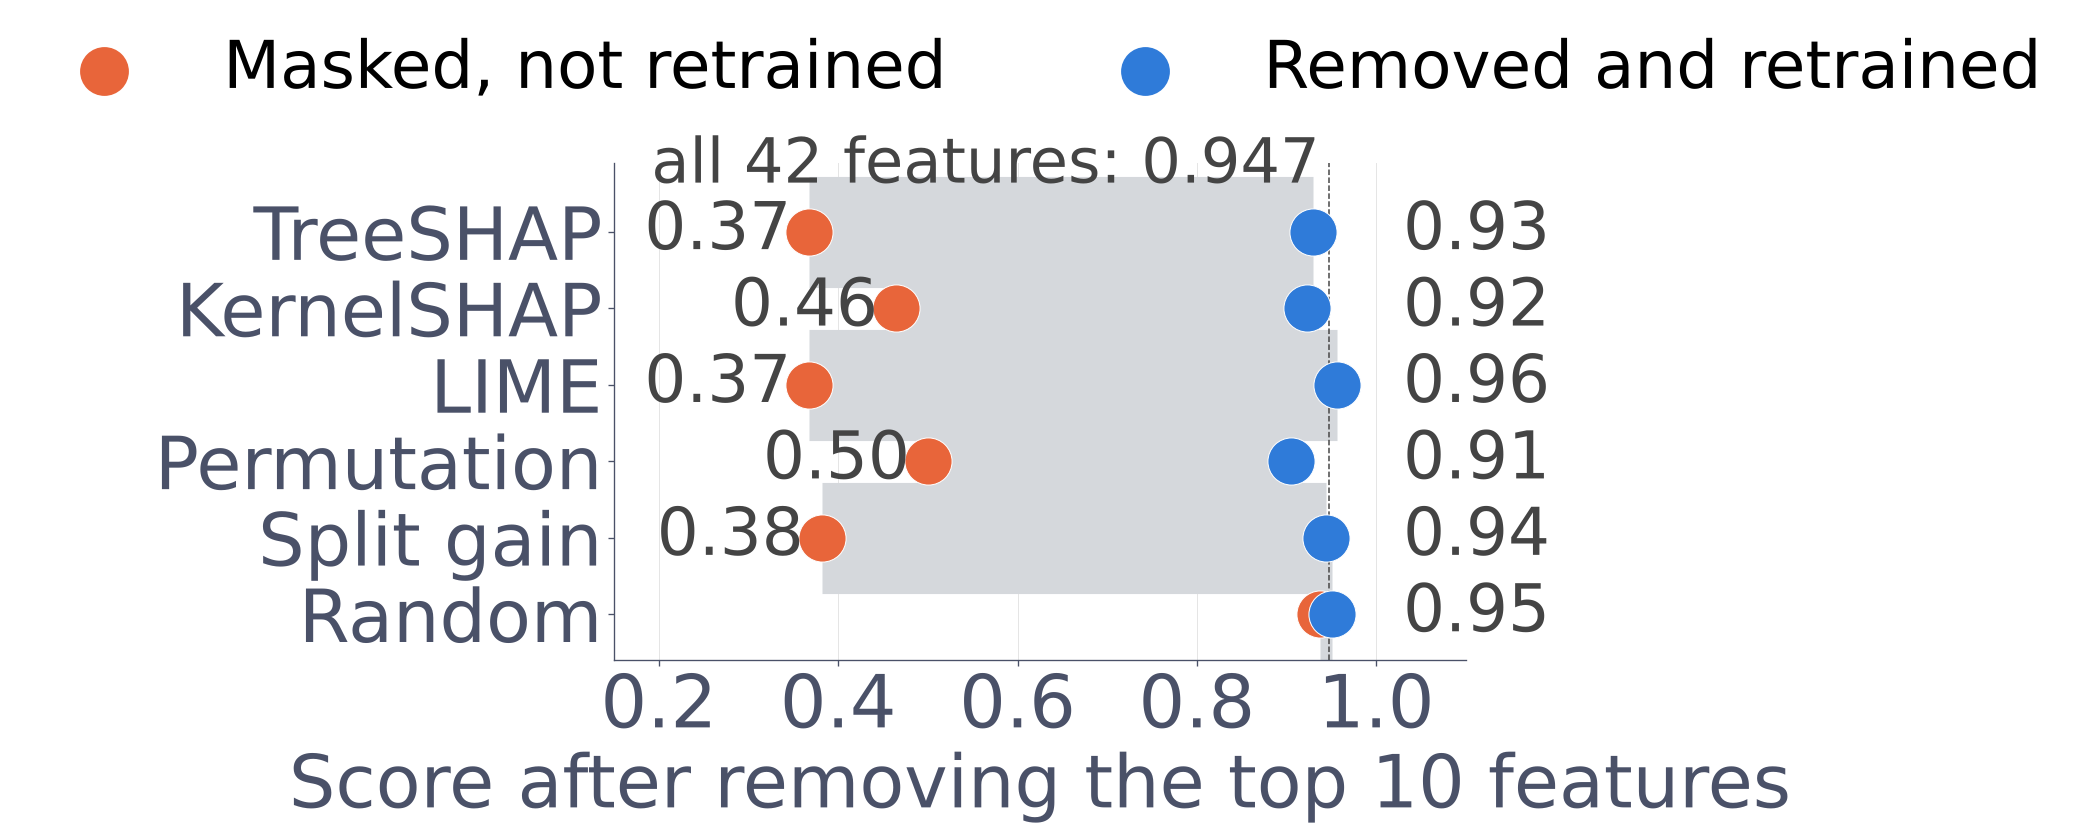 Masked, not retrained
Removed and retrained
all 42 features: 0.947
TreeSHAP 0.37 0.93
KernelSHAP 0.46 0.92
LIME 0.37 0.96
Permutation 0.50 0.91
Split gain 0.38 0.94
Random 0.95
0.2 0.4 0.6 0.8 1.0
Score after removing the top 10 features